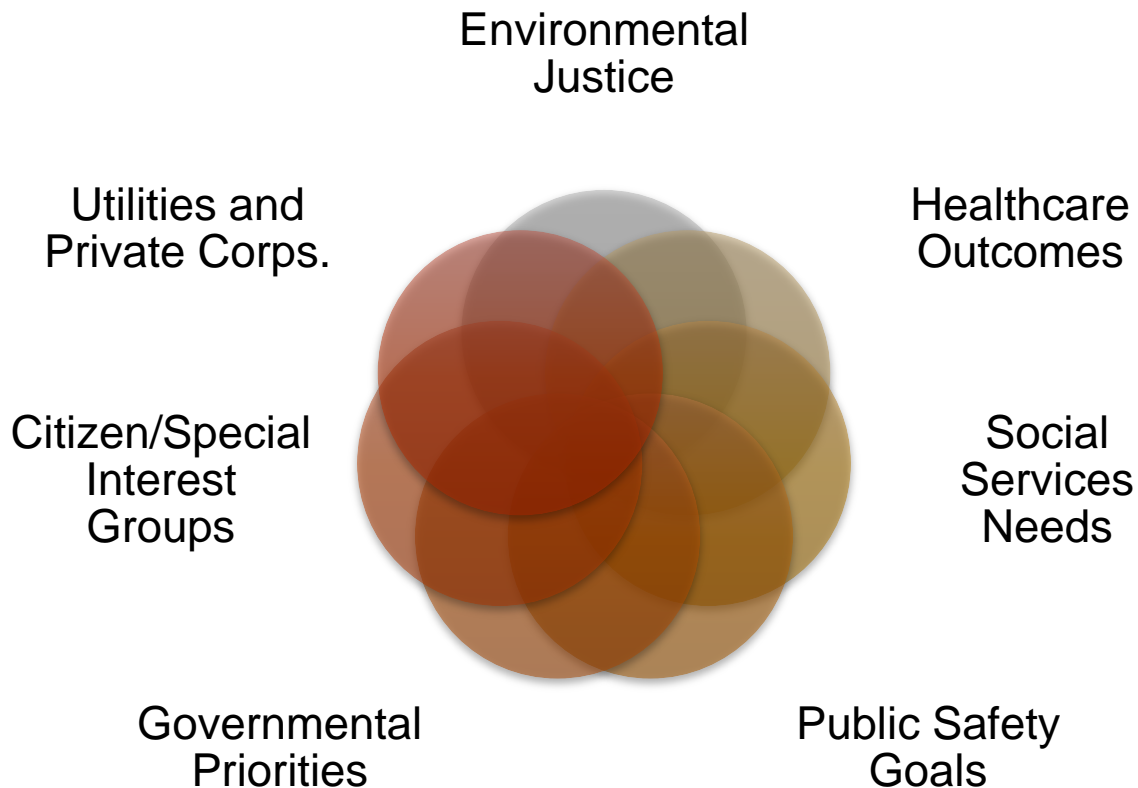 Environmental
Justice
Utilities and
Private Corps.
Healthcare
Outcomes
Citizen/Special
Interest
Groups
Social
Services
Needs
Governmental
Priorities
Public Safety
Goals